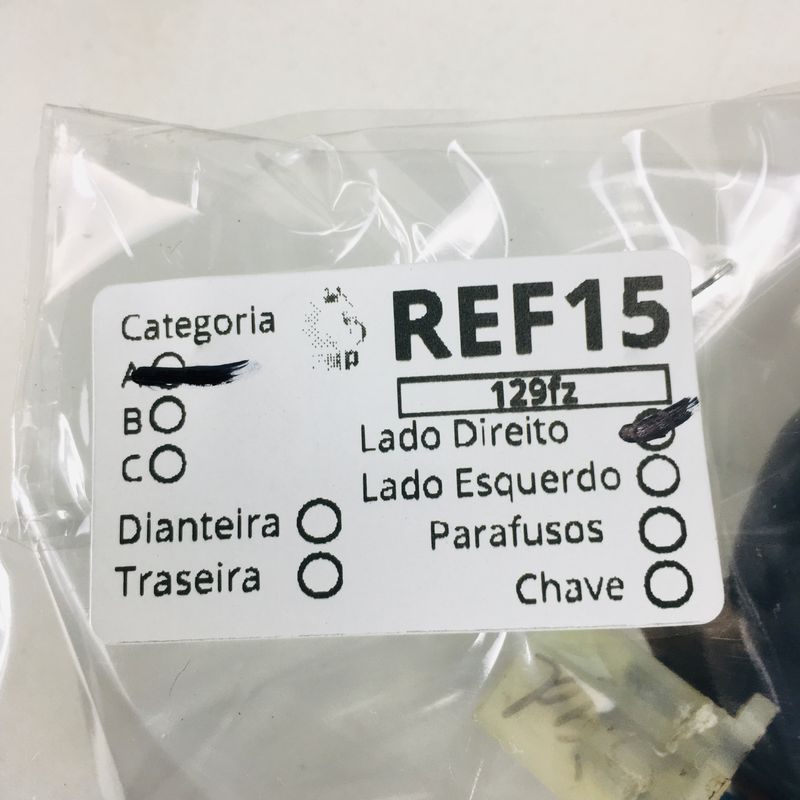 Categoria
A
B
C
Dianteira
Traseira
REF15
129fz
Lado Direito
Lado Esquerdo
Parafusos
Chave